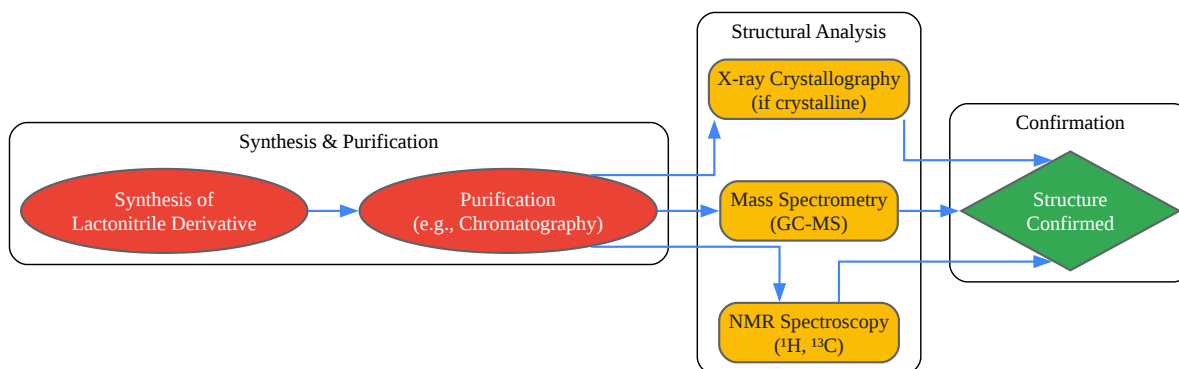 Synthesis & Purification
Synthesis of
Lactonitrile Derivative
Purification
(e.g., Chromatography)
Structural Analysis
X-ray Crystallography
(if crystalline)
Mass Spectrometry
(GC-MS)
NMR Spectroscopy
(¹H, ¹³C)
Confirmation
Structure
Confirmed